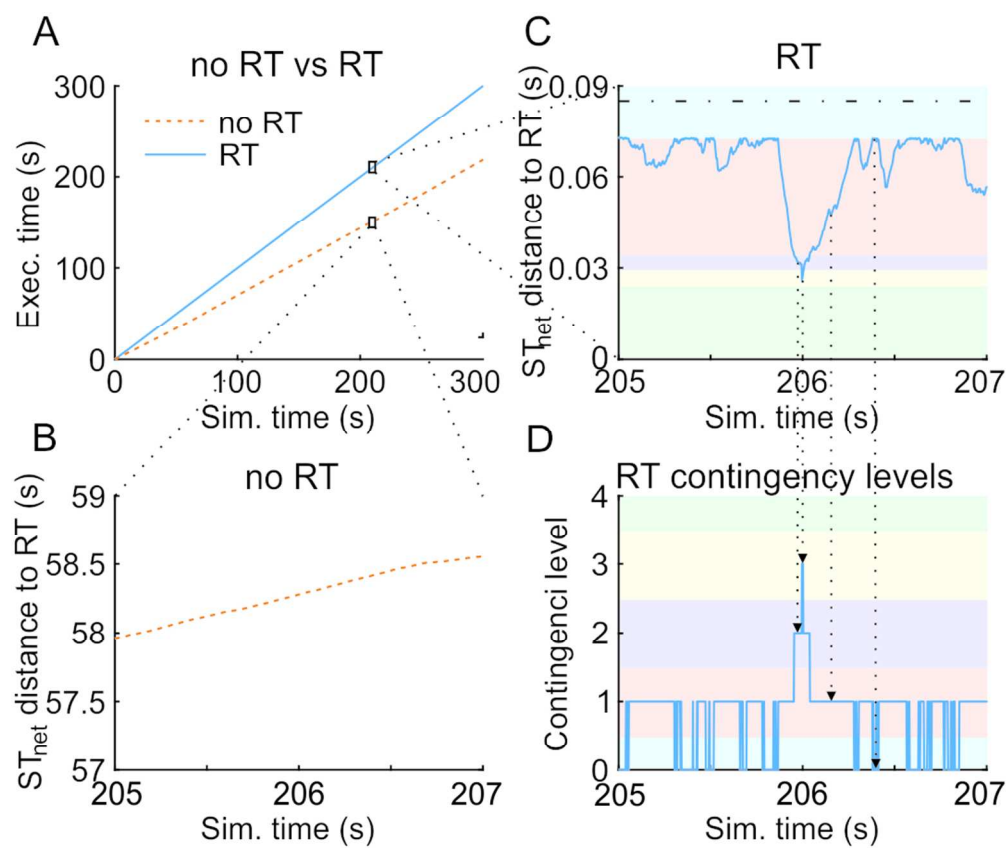 A
no RT vs RT
300
200
100
0
no RT
RT
Exec. time (s)
0
100
200
300
Sim. time (s)
C
RT
0.09
0.06
0.03
0
STnet distance to RT (s)
205
206
207
Sim. time (s)
B
no RT
59
58.5
58
57.5
57
STnet distance to RT (s)
205
206
207
Sim. time (s)
D
RT contingency levels
4
3
2
1
0
Contingenci level
205
206
207
Sim. time (s)